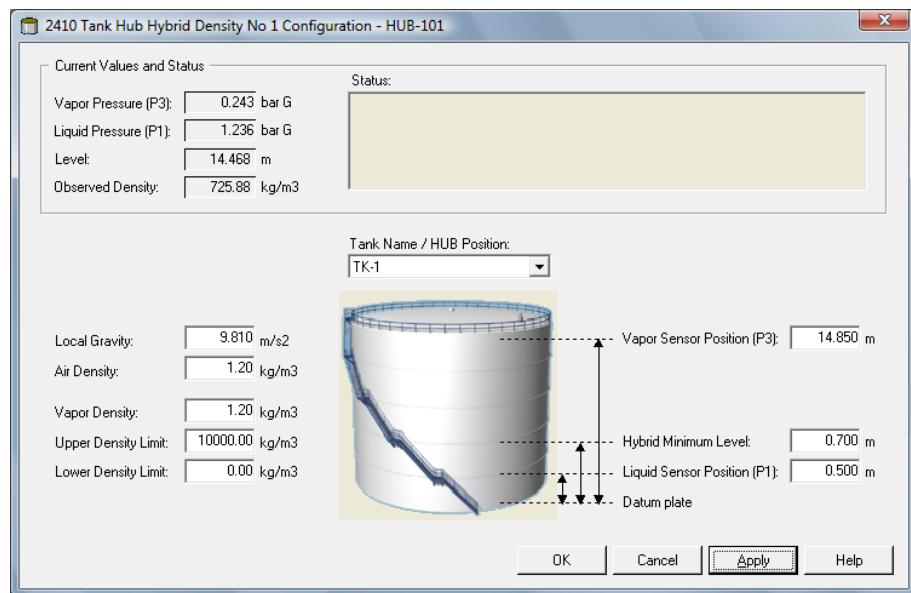 2410 Tank Hub Hybrid Density No 1 Configuration - HUB-101
Current Values and Status
Vapor Pressure (P3): 0.243 bar G
Liquid Pressure (P1): 1.236 bar G
Level: 14.468 m
Observed Density: 725.88 kg/m3
Status:
Tank Name / HUB Position:
TK-1
Local Gravity: 9.810 m/s2
Air Density: 1.20 kg/m3
Vapor Density: 1.20 kg/m3
Upper Density Limit: 10000.00 kg/m3
Lower Density Limit: 0.00 kg/m3
Vapor Sensor Position (P3): 14.850 m
Hybrid Minimum Level: 0.700 m
Liquid Sensor Position (P1): 0.500 m
Datum plate
OK Cancel Apply Help